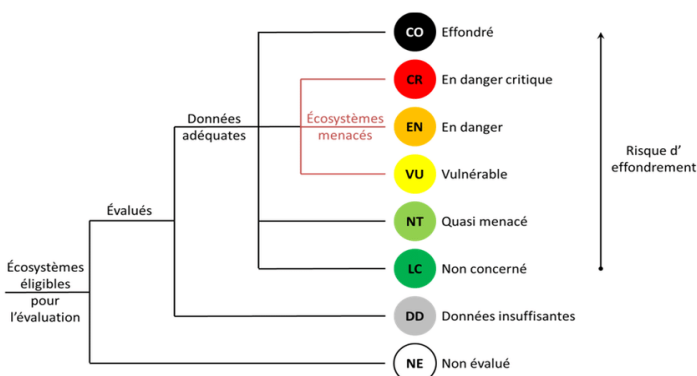 CO Effondré
CR En danger critique
Données
adéquates
Écosystèmes
menacés
EN En danger
Risque d’
effondrement
VU Vulnérable
Évalués
NT Quasi menacé
Écosystèmes
éligibles
pour
l’évaluation
LC Non concerné
DD Données insuffisantes
NE Non évalué